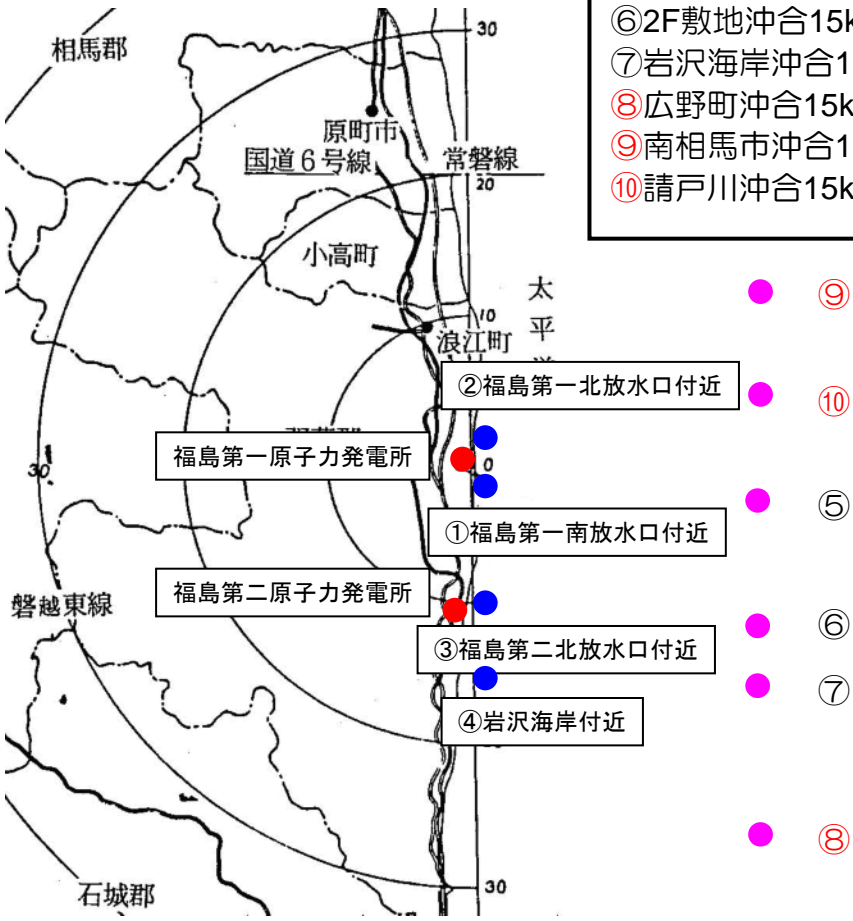 ⑥2F敷地沖合15k
⑦岩沢海岸沖合1
⑧広野町沖合15k
⑨南相馬市沖合1
⑩請戸川沖合15k
30
相馬郡
原町市
国道6号線
常磐線
20
小高町
太平
10
浪江町
⑨
②福島第一北放水口付近
⑩
福島第一原子力発電所
0
30
⑤
①福島第一南放水口付近
福島第二原子力発電所
磐越東線
⑥
③福島第二北放水口付近
⑦
④岩沢海岸付近
⑧
30
石城郡